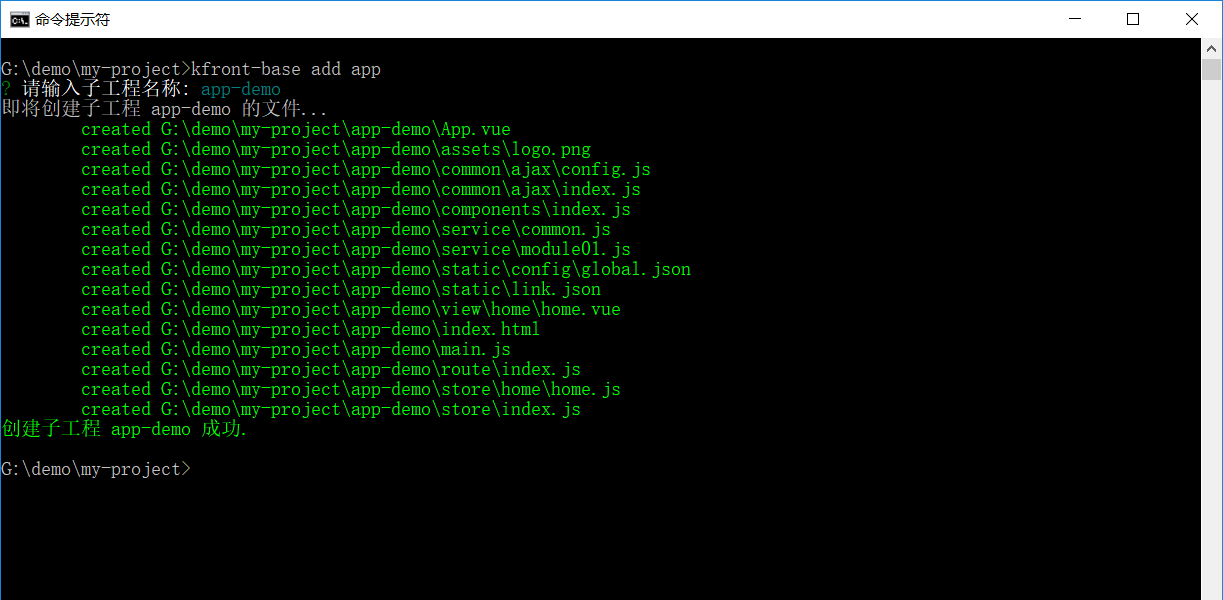 命令提示符
G:\demo\my-project>kfront-base add app
? 请输入子工程名称: app-demo
即将创建子工程 app-demo 的文件...
created G:\demo\my-project\app-demo\App.vue
created G:\demo\my-project\app-demo\assets\logo.png
created G:\demo\my-project\app-demo\common\ajax\config.js
created G:\demo\my-project\app-demo\common\ajax\index.js
created G:\demo\my-project\app-demo\components\index.js
created G:\demo\my-project\app-demo\service\common.js
created G:\demo\my-project\app-demo\service\module01.js
created G:\demo\my-project\app-demo\static\config\global.json
created G:\demo\my-project\app-demo\static\link.json
created G:\demo\my-project\app-demo\view\home\home.vue
created G:\demo\my-project\app-demo\index.html
created G:\demo\my-project\app-demo\main.js
created G:\demo\my-project\app-demo\route\index.js
created G:\demo\my-project\app-demo\store\home\home.js
created G:\demo\my-project\app-demo\store\index.js
创建子工程 app-demo 成功.
G:\demo\my-project>